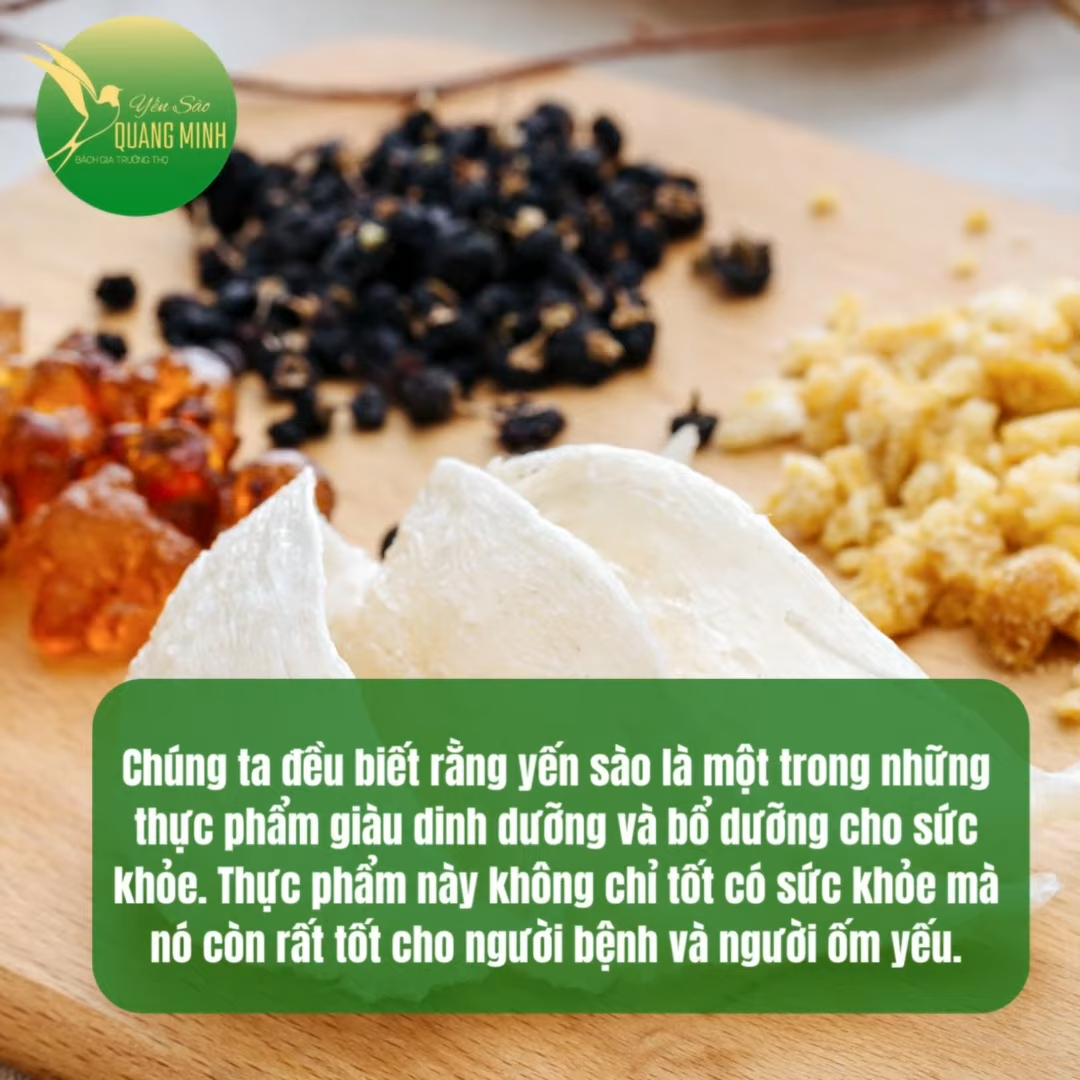 Yến Sào
QUANG MINH
BÁCH GIA TRƯỜNG THỌ
Chúng ta đều biết rằng yến sào là một trong những
thực phẩm giàu dinh dưỡng và bổ dưỡng cho sức
khỏe. Thực phẩm này không chỉ tốt có sức khỏe mà
nó còn rất tốt cho người bệnh và người ốm yếu.